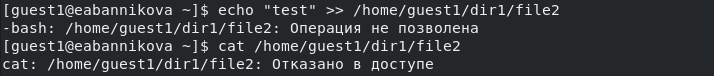 [guest1@eabannikova ~]$ echo "test" >> /home/guest1/dir1/file2
-bash: /home/guest1/dir1/file2: Операция не позволена
[guest1@eabannikova ~]$ cat /home/guest1/dir1/file2
cat: /home/guest1/dir1/file2: Отказано в доступе